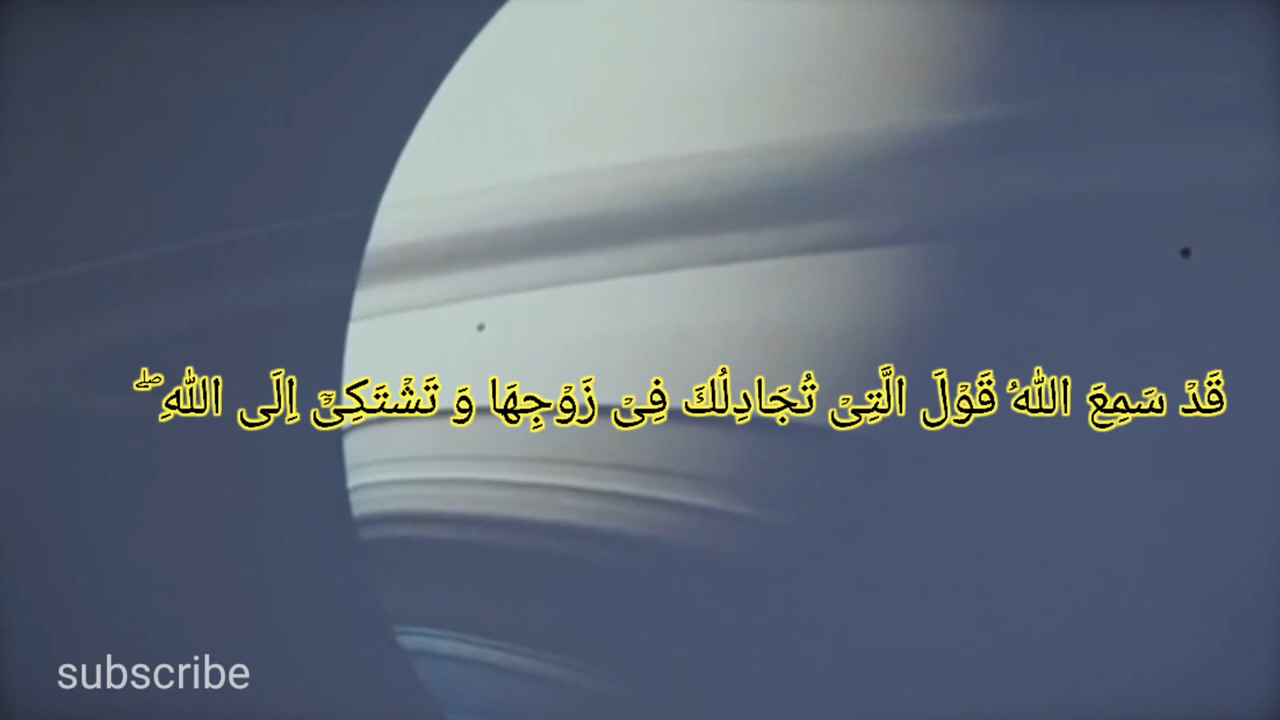 قَدْ سَمِعَ اللّٰهُ قَوْلَ الَّتِیْ تُجَادِلُكَ فِیْ زَوْجِهَا وَ تَشْتَكِیْۤ اِلَى اللّٰهِ ۖۗ
subscribe